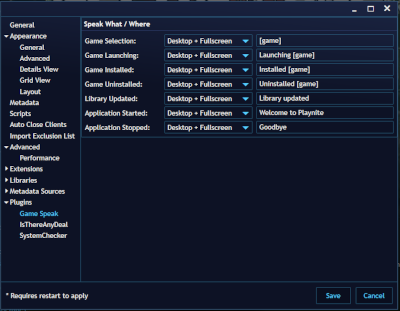 General
Appearance
General
Advanced
Details View
Grid View
Layout
Metadata
Scripts
Auto Close Clients
Import Exclusion List
Advanced
Performance
Extensions
Libraries
Metadata Sources
Plugins
Game Speak
IsThereAnyDeal
SystemChecker
Speak What / Where
Game Selection: Desktop + Fullscreen [game]
Game Launching: Desktop + Fullscreen Launching [game]
Game Installed: Desktop + Fullscreen Installed [game]
Game Uninstalled: Desktop + Fullscreen Uninstalled [game]
Library Updated: Desktop + Fullscreen Library updated
Application Started: Desktop + Fullscreen Welcome to Playnite
Application Stopped: Desktop + Fullscreen Goodbye
* Requires restart to apply
Save Cancel